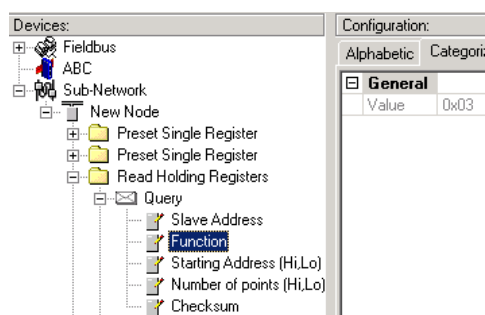 Devices:
Fieldbus
ABC
Sub-Network
New Node
Preset Single Register
Preset Single Register
Read Holding Registers
Query
Slave Address
Function
Starting Address (Hi,Lo)
Number of points (Hi,Lo)
Checksum
Configuration:
Alphabetic Categoriz
General
Value 0x03